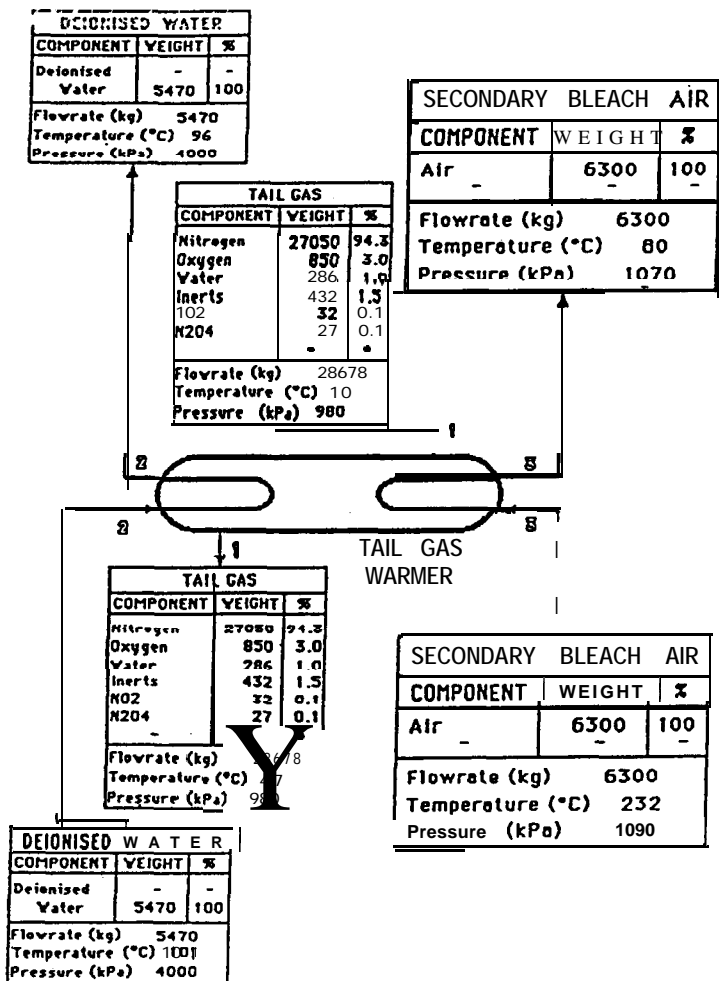 DEIONISED WATER
COMPONENT WEIGHT %
Deionised - -
Water 5470 100
Flowrate (kg) 5470
Temperature (°C) 96
Pressure (kPa) 4000
SECONDARY BLEACH AIR
COMPONENT WEIGHT %
Air 6300 100
- - -
Flowrate (kg) 6300
Temperature (°C) 80
Pressure (kPa) 1070
TAIL GAS
COMPONENT WEIGHT %
Nitrogen 27050 94.3
Oxygen 850 3.0
Water 286 1.0
Inerts 432 1.5
102 32 0.1
N204 27 0.1
- -
Flowrate (kg) 28678
Temperature (°C) 10
Pressure (kPa) 980
1
2
3
2
3
1
TAIL GAS
WARMER
TAIL GAS
COMPONENT WEIGHT %
Nitrogen 27050 94.3
Oxygen 850 3.0
Water 286 1.0
Inerts 432 1.5
NO2 32 0.1
N204 27 0.1
-
Flowrate (kg)
Temperature (°C)
Pressure (kPa)
Y
SECONDARY BLEACH AIR
COMPONENT WEIGHT %
Air 6300 100
- - -
Flowrate (kg) 6300
Temperature (°C) 232
Pressure (kPa) 1090
DEIONISED WATER
COMPONENT WEIGHT %
Deionised - -
Water 5470 100
Flowrate (kg) 5470
Temperature (°C)
Pressure (kPa) 4000